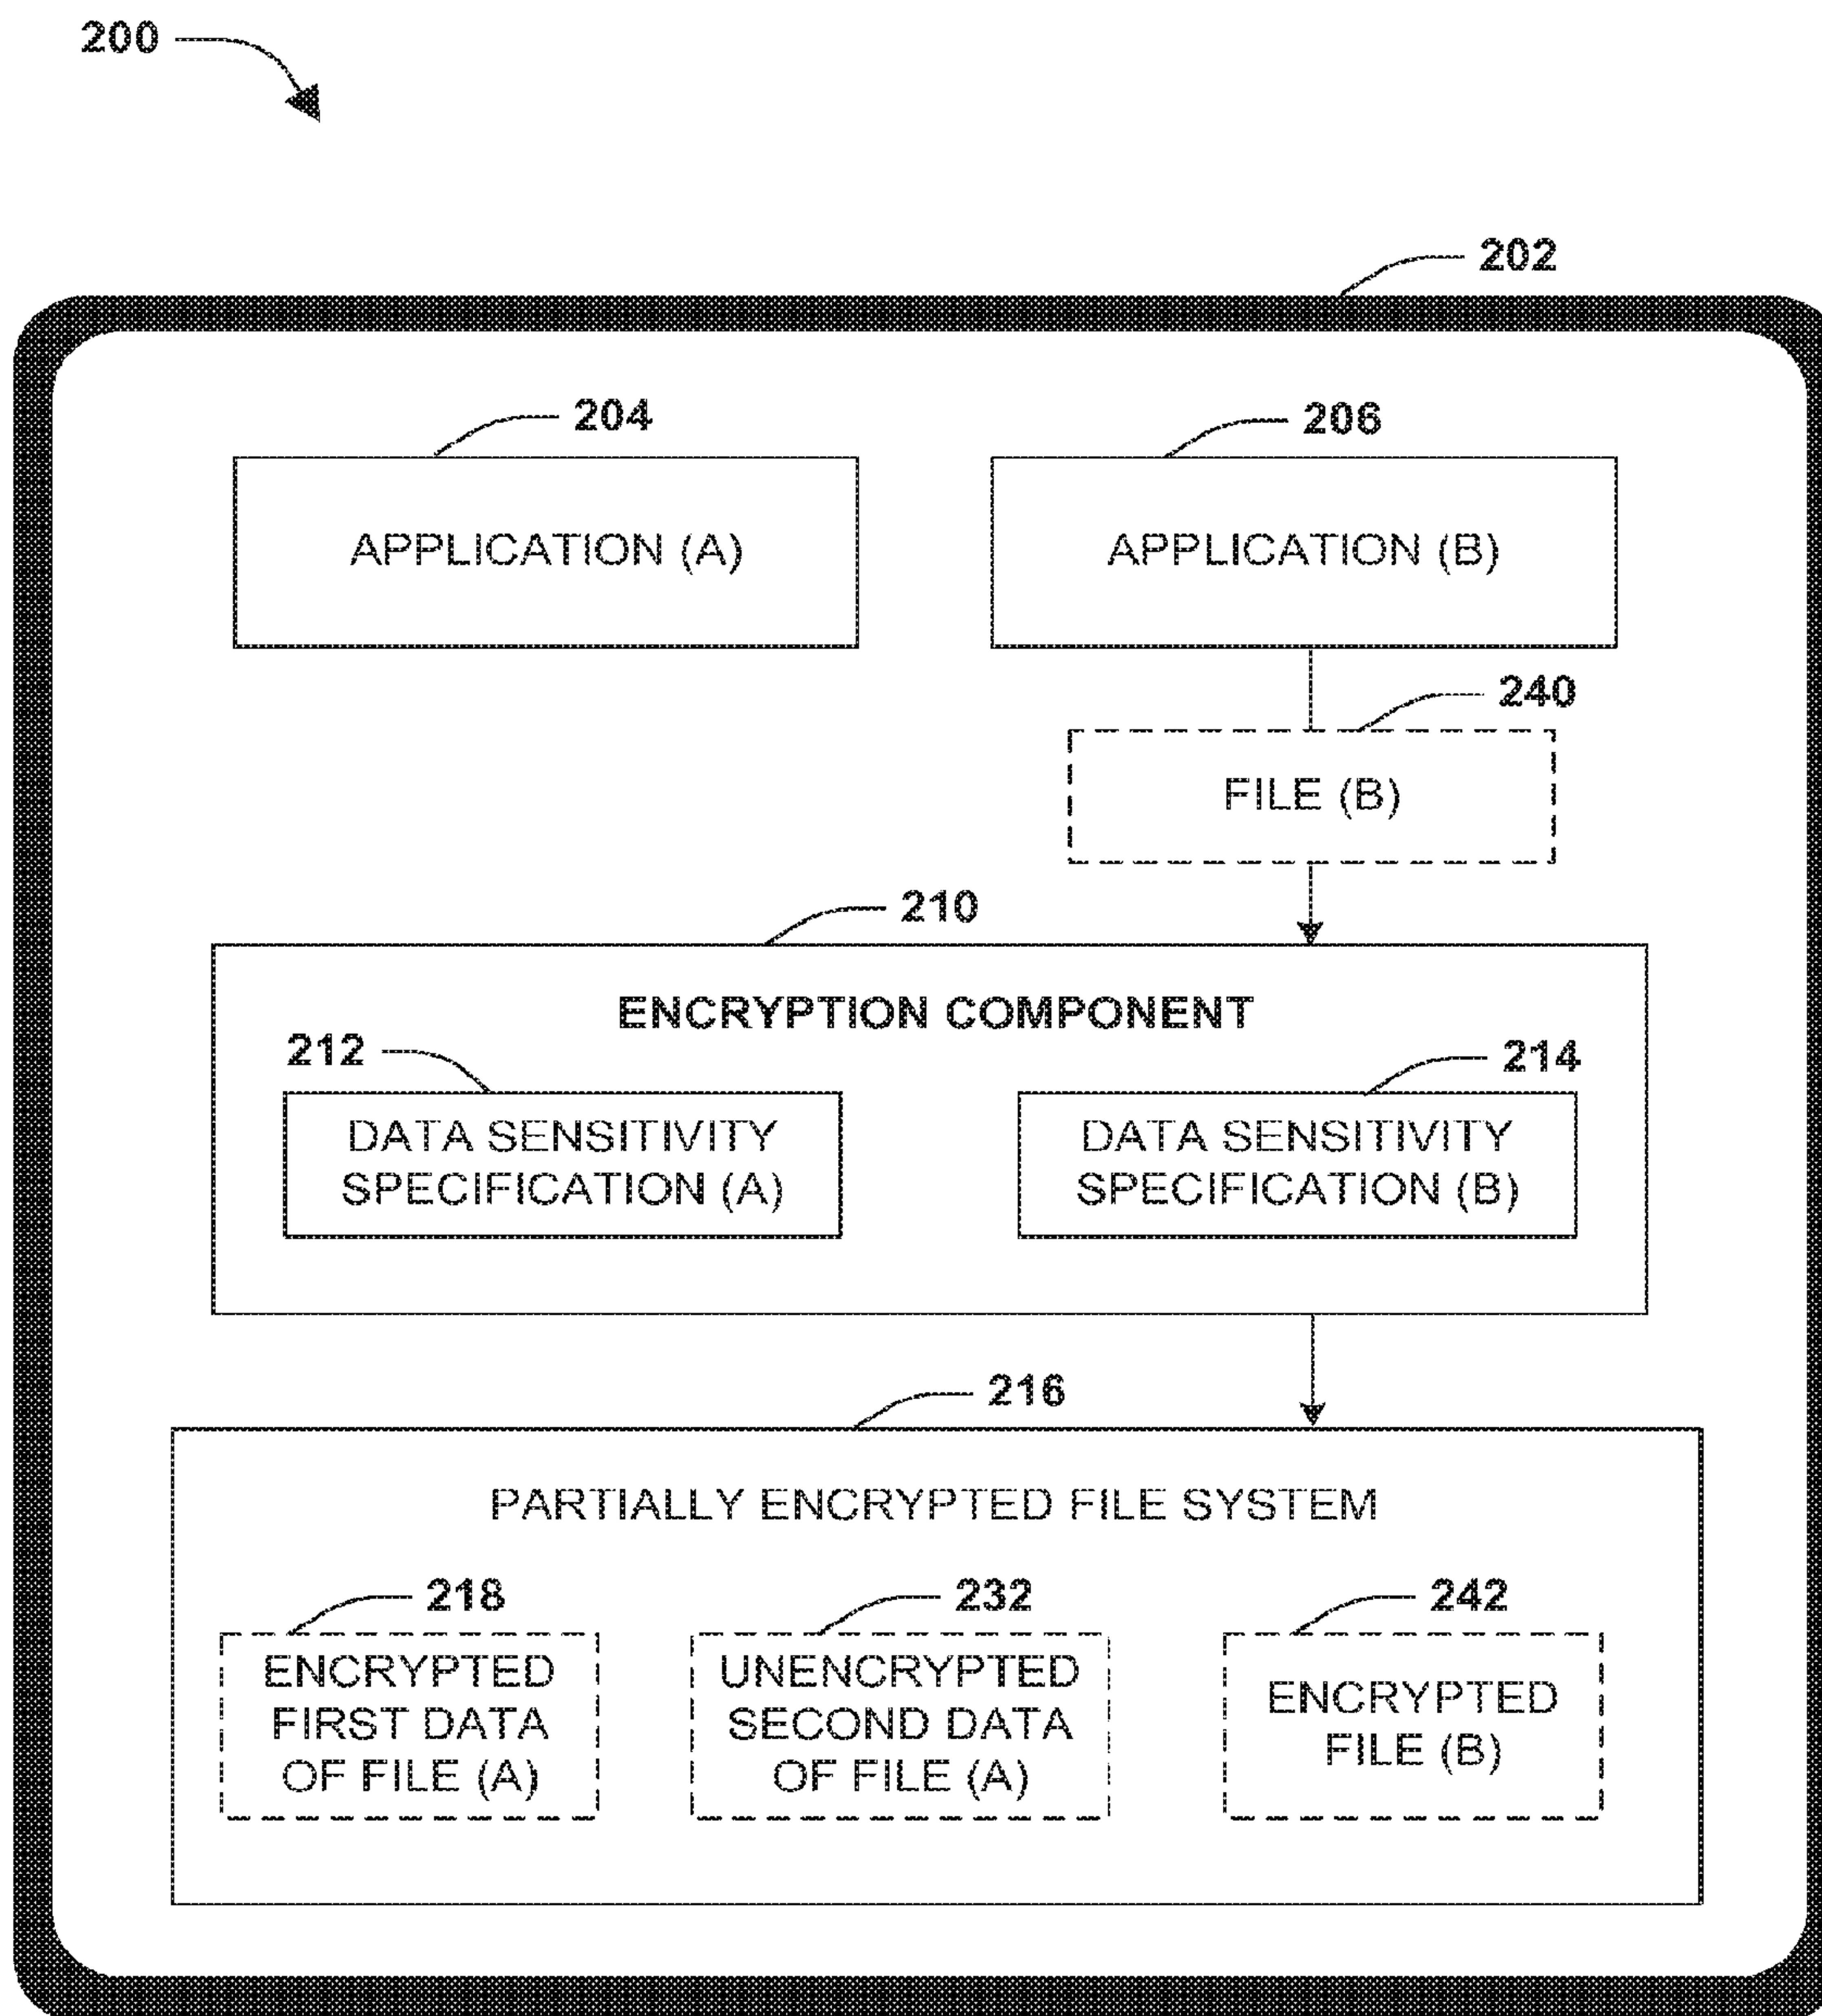 200
202
204
206
APPLICATION (A)
APPLICATION (B)
240
FILE (B)
210
ENCRYPTION COMPONENT
212
214
DATA SENSITIVITY
SPECIFICATION (A)
DATA SENSITIVITY
SPECIFICATION (B)
216
PARTIALLY ENCRYPTED FILE SYSTEM
218
232
242
ENCRYPTED
FIRST DATA
OF FILE (A)
UNENCRYPTED
SECOND DATA
OF FILE (A)
ENCRYPTED
FILE (B)